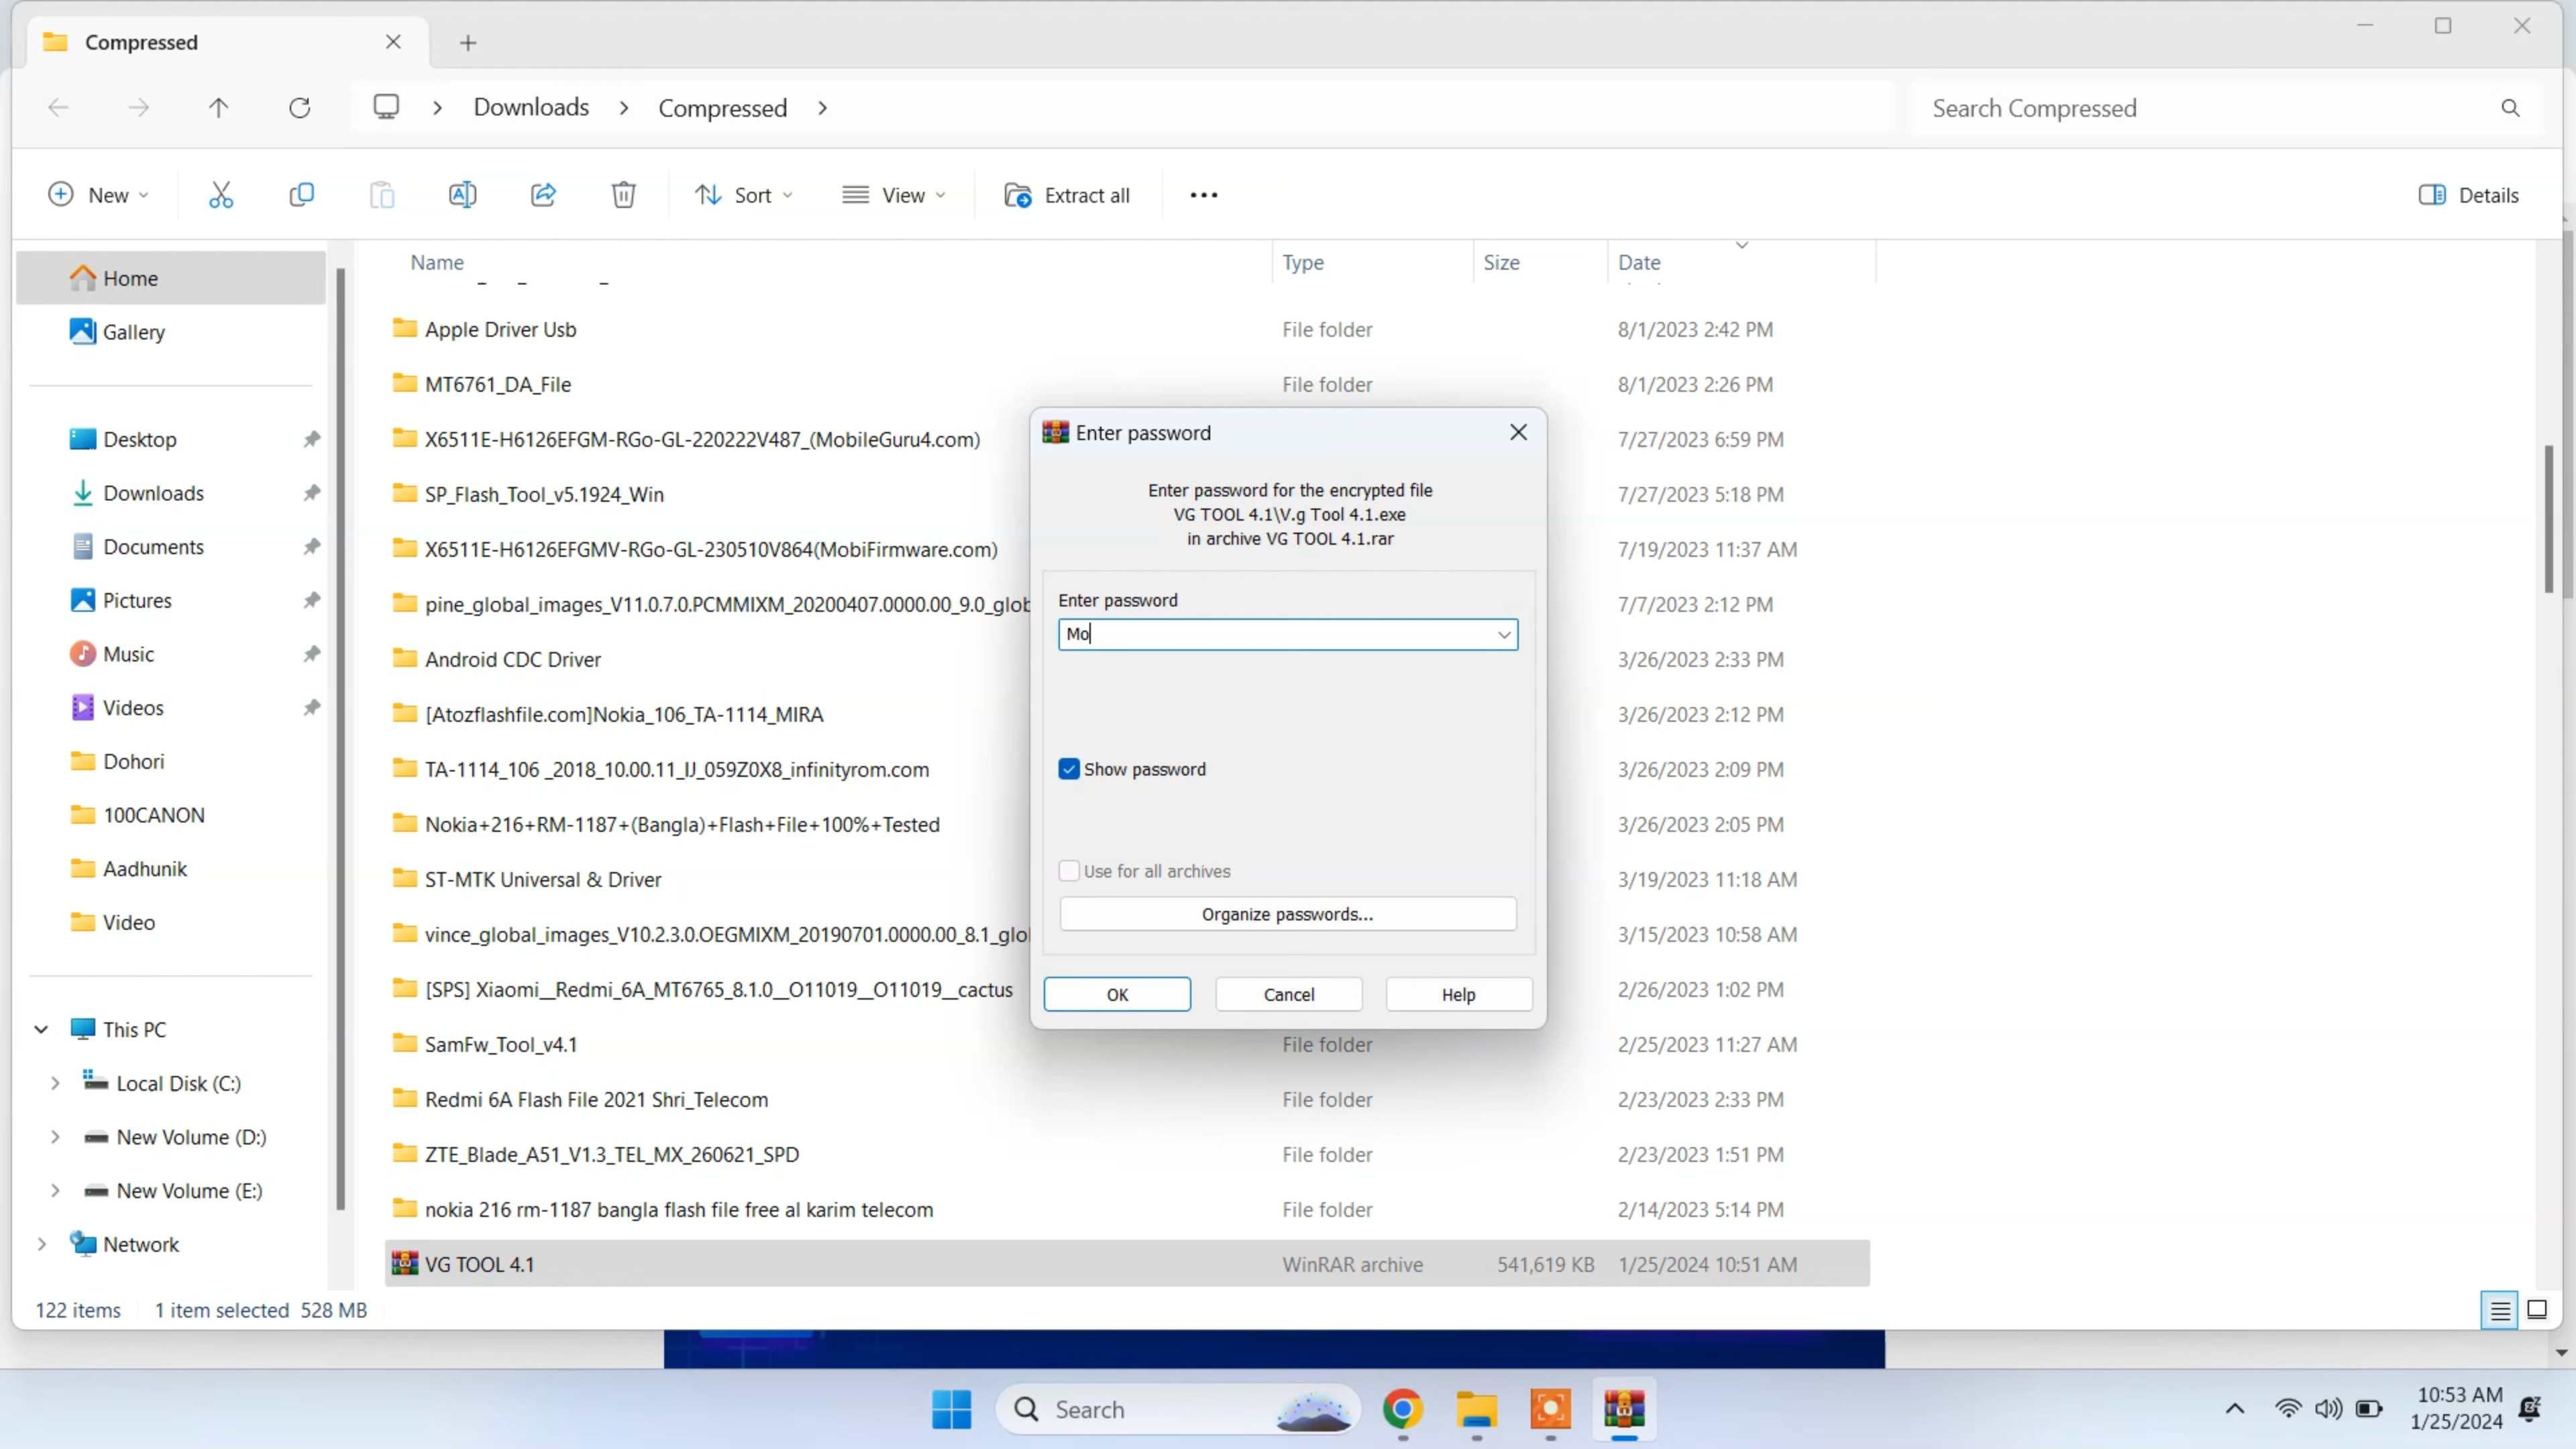 Compressed
Downloads
Compressed
Search Compressed
New
Sort
View
Extract all
Details
Home
Gallery
Desktop
Downloads
Documents
Pictures
Music
Videos
Dohori
100CANON
Aadhunik
Video
This PC
Local Disk (C:)
New Volume (D:)
New Volume (E:)
Network
Name Type Size Date
Apple Driver Usb File folder 8/1/2023 2:42 PM
MT6761_DA_File File folder 8/1/2023 2:26 PM
X6511E-H6126EFGM-RGo-GL-220222V487_(MobileGuru4.com) 7/27/2023 6:59 PM
SP_Flash_Tool_v5.1924_Win 7/27/2023 5:18 PM
X6511E-H6126EFGMV-RGo-GL-230510V864(MobiFirmware.com) 7/19/2023 11:37 AM
pine_global_images_V11.0.7.0.PCMMIXM_20200407.0000.00_9.0_glob 7/7/2023 2:12 PM
Android CDC Driver 3/26/2023 2:33 PM
[Atozflashfile.com]Nokia_106_TA-1114_MIRA 3/26/2023 2:12 PM
TA-1114_106 _2018_10.00.11_IJ_059Z0X8_infinityrom.com 3/26/2023 2:09 PM
Nokia+216+RM-1187+(Bangla)+Flash+File+100%+Tested 3/26/2023 2:05 PM
ST-MTK Universal & Driver 3/19/2023 11:18 AM
vince_global_images_V10.2.3.0.OEGMIXM_20190701.0000.00_8.1_glo 3/15/2023 10:58 AM
[SPS] Xiaomi__Redmi_6A_MT6765_8.1.0__O11019__O11019__cactus 2/26/2023 1:02 PM
SamFw_Tool_v4.1 File folder 2/25/2023 11:27 AM
Redmi 6A Flash File 2021 Shri_Telecom File folder 2/23/2023 2:33 PM
ZTE_Blade_A51_V1.3_TEL_MX_260621_SPD File folder 2/23/2023 1:51 PM
nokia 216 rm-1187 bangla flash file free al karim telecom File folder 2/14/2023 5:14 PM
VG TOOL 4.1 WinRAR archive 541,619 KB 1/25/2024 10:51 AM
Enter password
Enter password for the encrypted file
VG TOOL 4.1\V.g Tool 4.1.exe
in archive VG TOOL 4.1.rar
Enter password
Mo
Show password
Use for all archives
Organize passwords...
OK Cancel Help
122 items 1 item selected 528 MB
Search
10:53 AM
1/25/2024